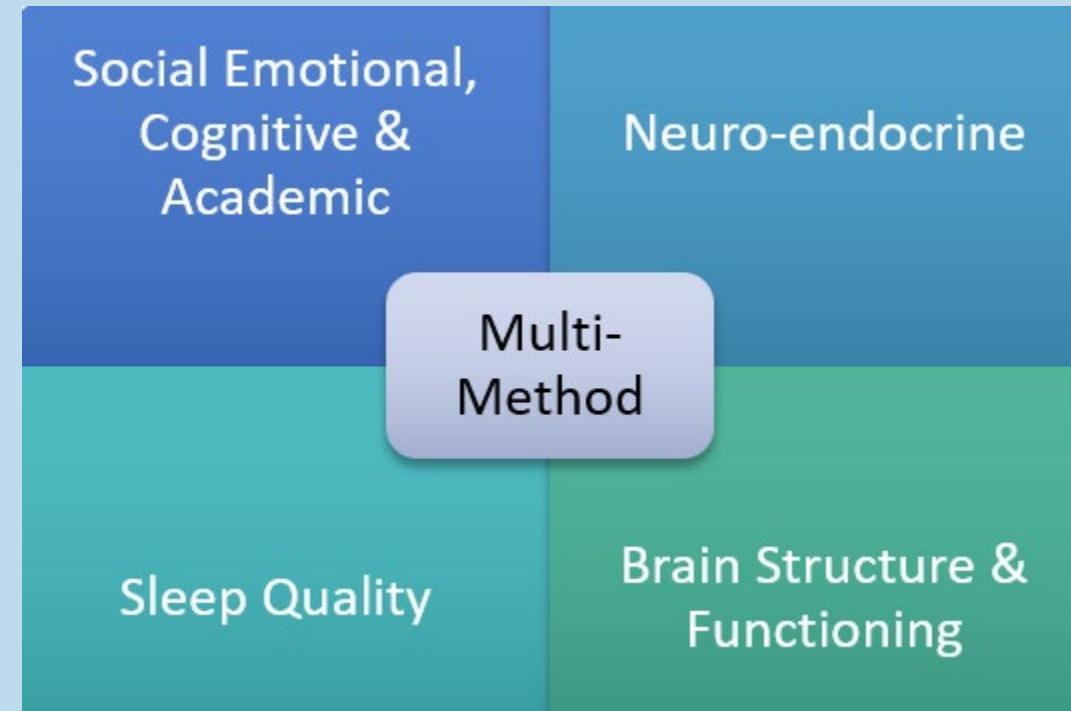 Social Emotional,
Cognitive &
Academic
Neuro-endocrine
Multi-
Method
Sleep Quality
Brain Structure &
Functioning